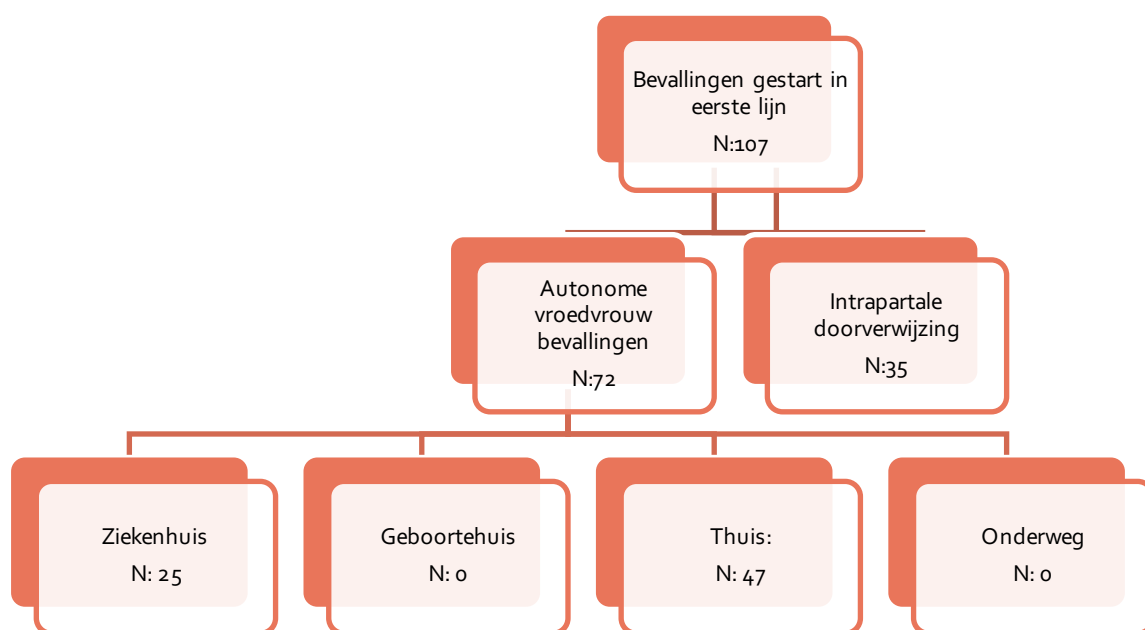 Bevallingen gestart in
eerste lijn
N:107
Autonome
vroedvrouw
bevallingen
N:72
Intrapartale
doorverwijzing
N:35
Ziekenhuis
N: 25
Geboortehuis
N: 0
Thuis:
N: 47
Onderweg
N: 0